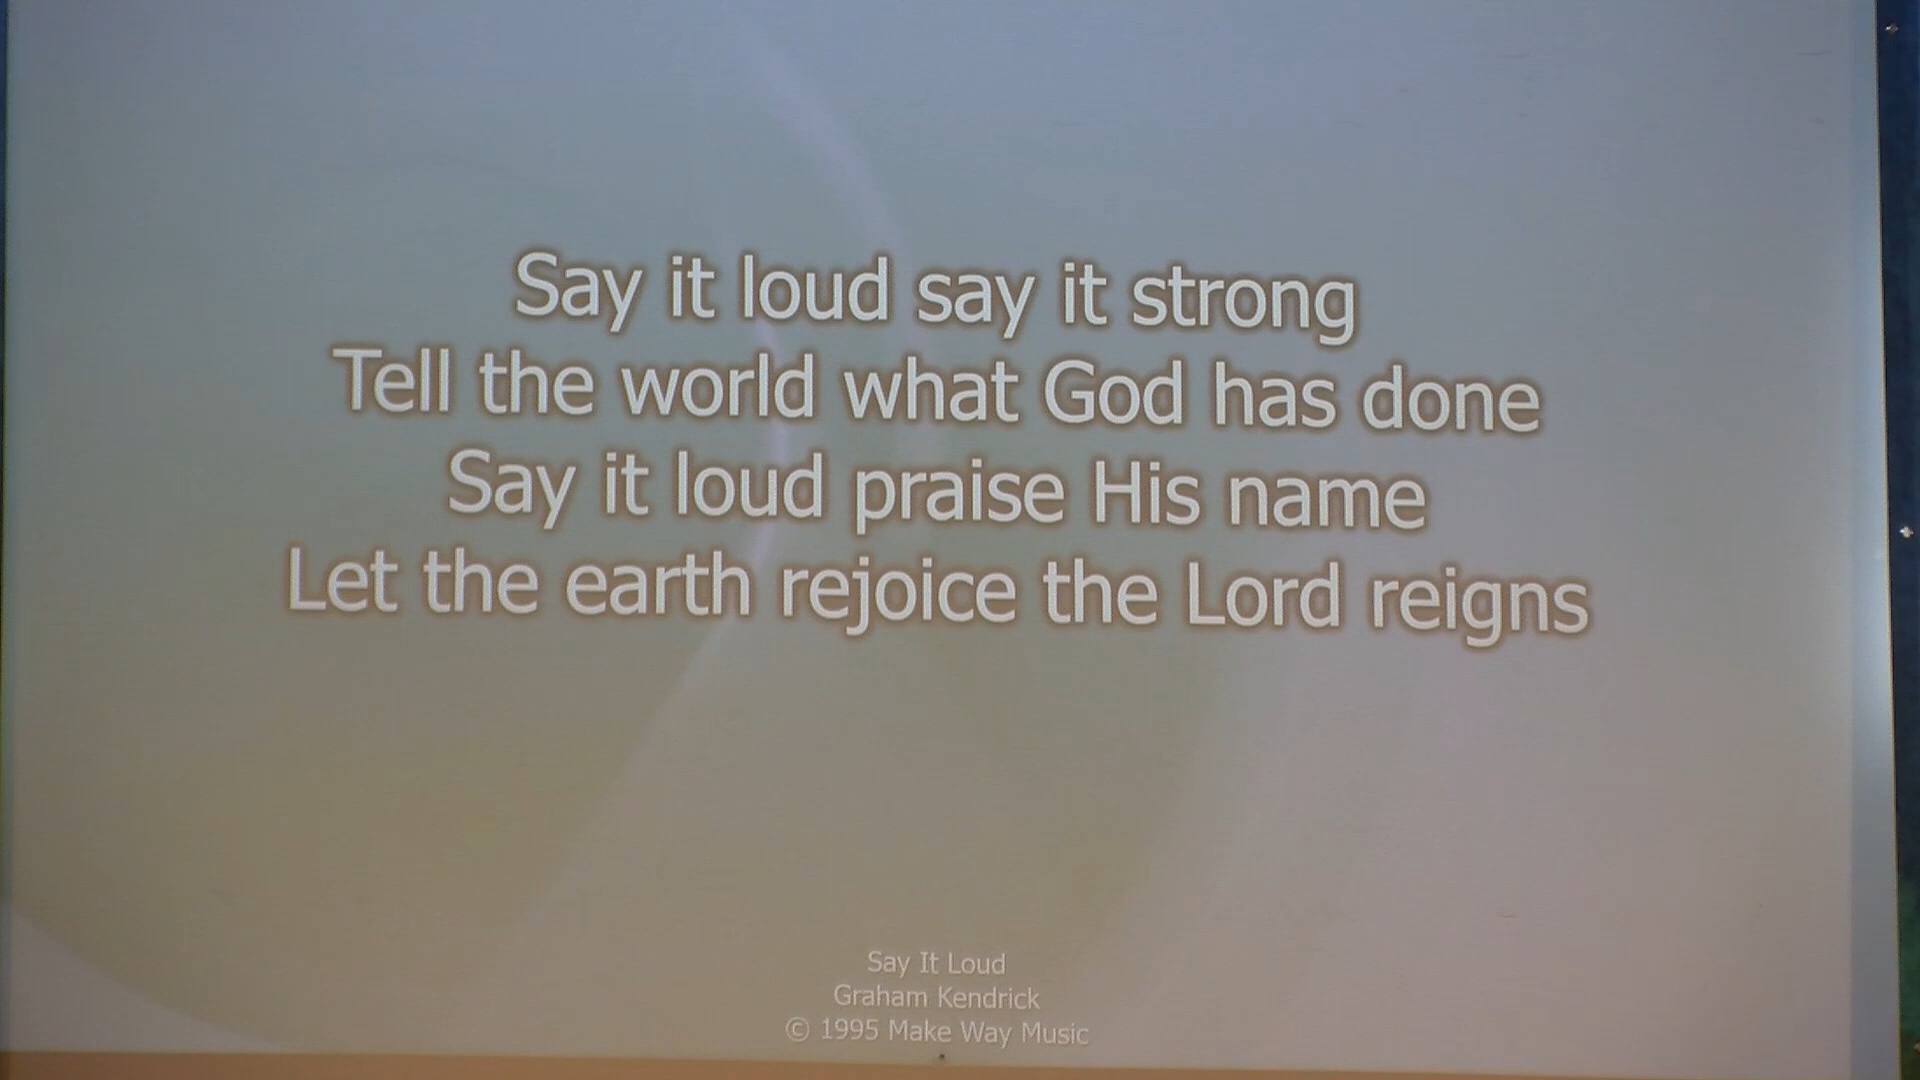 Say it loud say it strong
Tell the world what God has done
Say it loud praise His name
Let the earth rejoice the Lord reigns
Say It Loud
Graham Kendrick
© 1995 Make Way Music